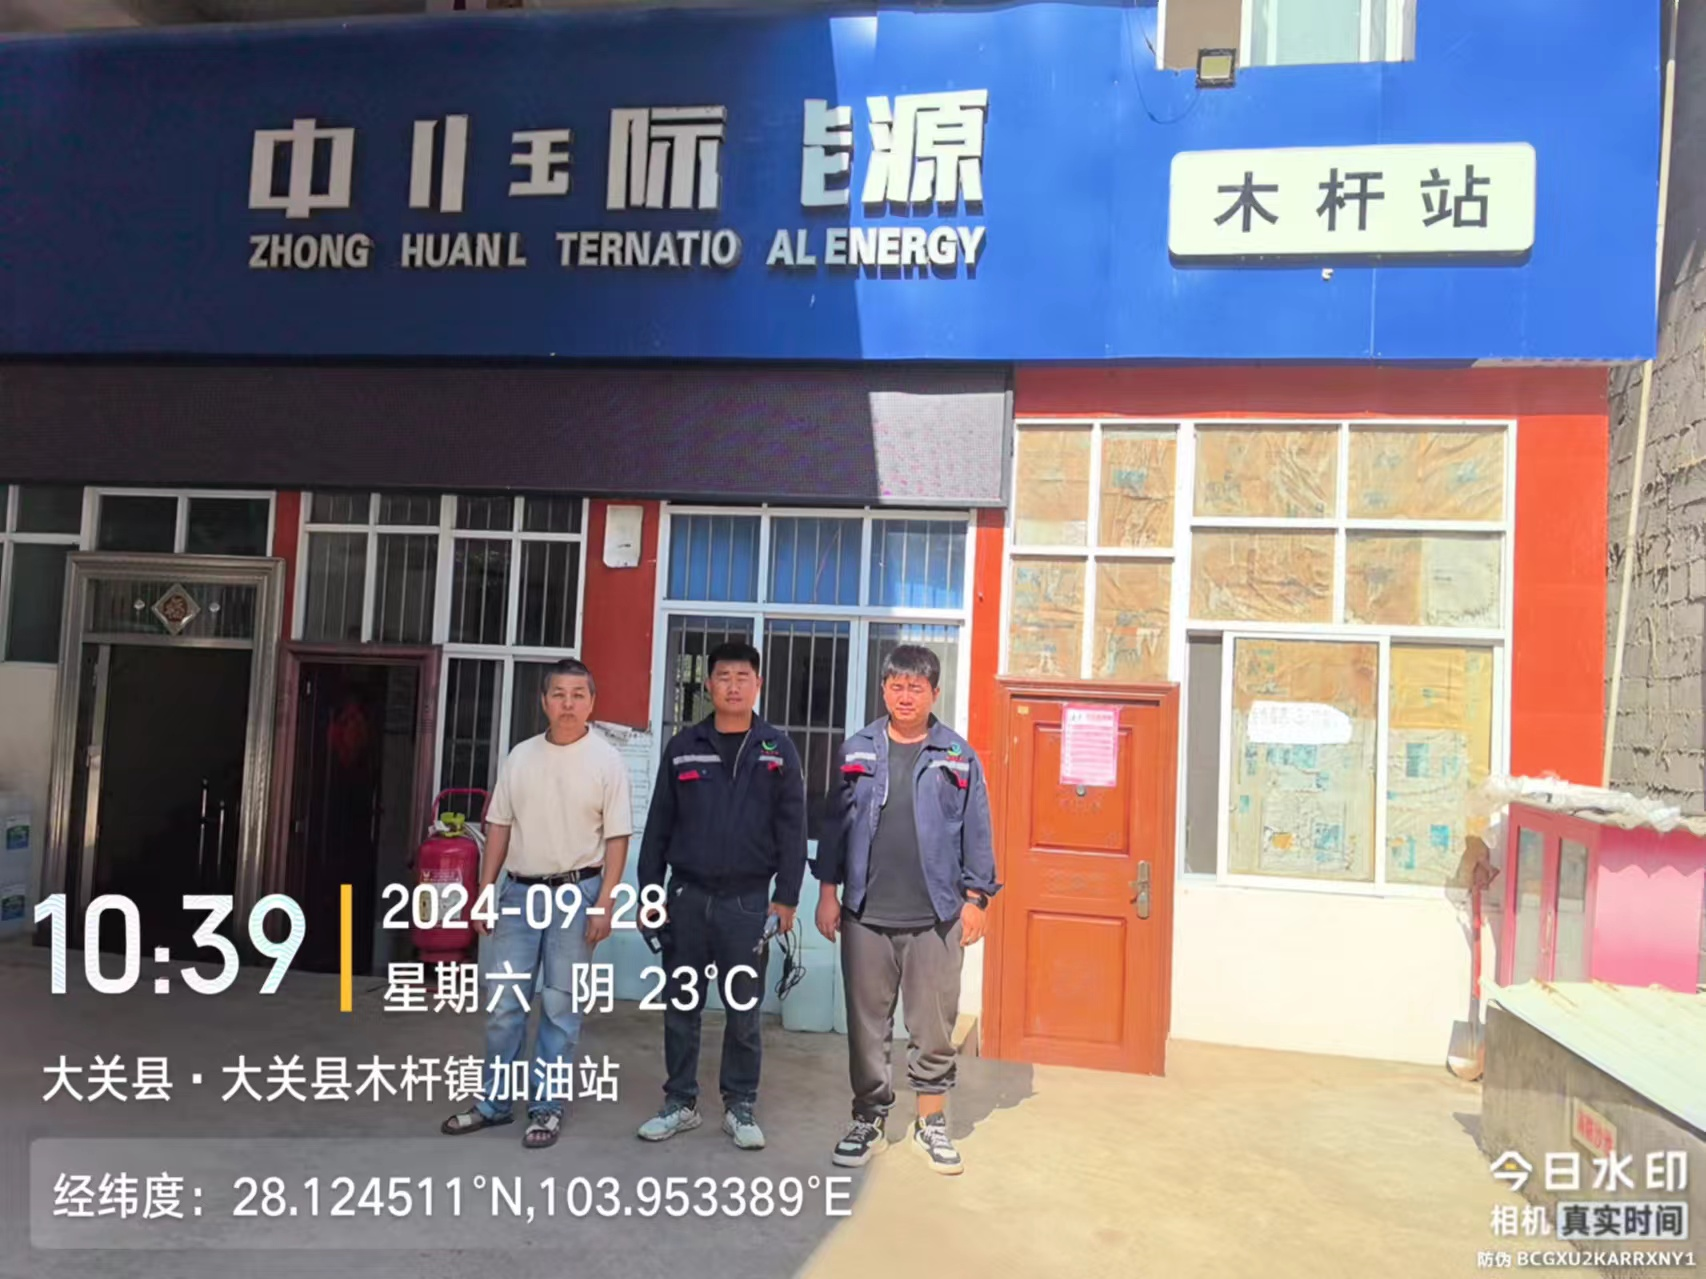 中 川 玉 际 能源
ZHONG HUAN L TERNATIO AL ENERGY
木 杆 站
10:39
2024-09-28
星期六 阴 23°C
大关县·大关县木杆镇加油站
经纬度：28.124511°N,103.953389°E
今日水印
相机 真实时间
防伪 BCGXU2KARRXNY1